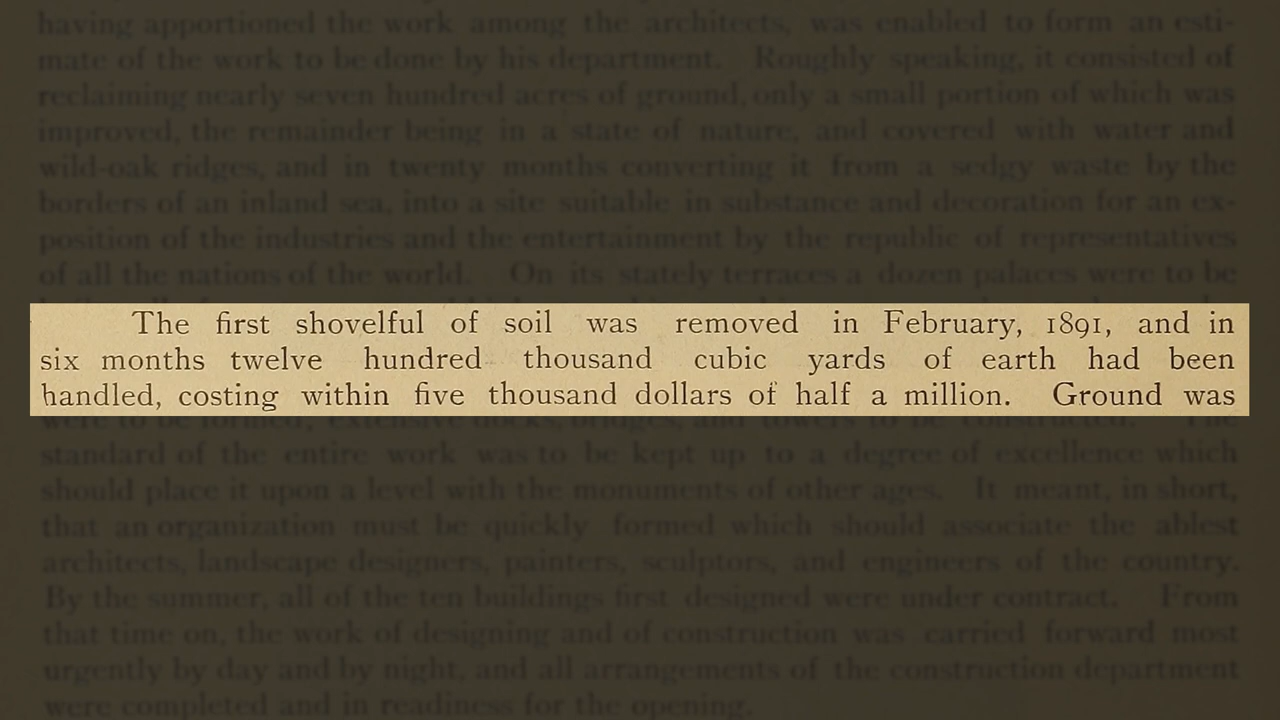 having apportioned the work among the architects, was enabled to form an esti-
mate of the work to be done by his department. Roughly speaking, it consisted of
reclaiming nearly seven hundred acres of ground, only a small portion of which was
improved, the remainder being in a state of nature, and covered with water and
wild-oak ridges, and in twenty months converting it from a sedgy waste by the
borders of an inland sea, into a site suitable in substance and decoration for an ex-
position of the industries and the entertainment by the republic of representatives
of all the nations of the world. On its stately terraces a dozen palaces were to be
The first shovelful of soil was removed in February, 1891, and in
six months twelve hundred thousand cubic yards of earth had been
handled, costing within five thousand dollars of half a million. Ground was
were to be formed, extensive docks, bridges, and towers to be constructed. The
standard of the entire work was to be kept up to a degree of excellence which
should place it upon a level with the monuments of other ages. It meant, in short,
that an organization must be quickly formed which should associate the ablest
architects, landscape designers, painters, sculptors, and engineers of the country.
By the summer, all of the ten buildings first designed were under contract. From
that time on, the work of designing and of construction was carried forward most
urgently by day and by night, and all arrangements of the construction department
were completed and in readiness for the opening.